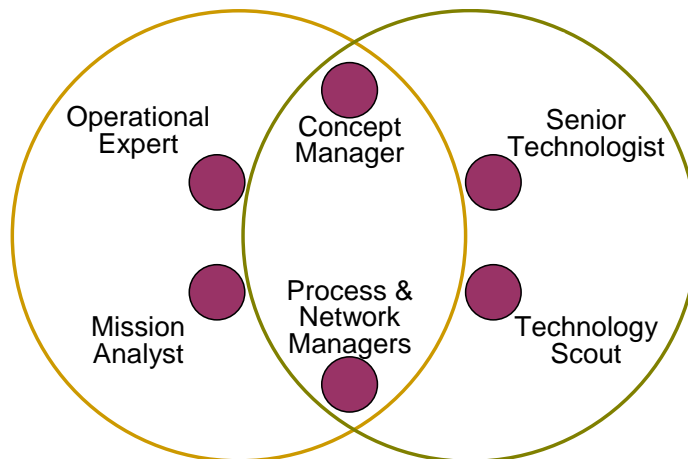 Operational
Expert
Concept
Manager
Senior
Technologist
Mission
Analyst
Process &
Network
Managers
Technology
Scout